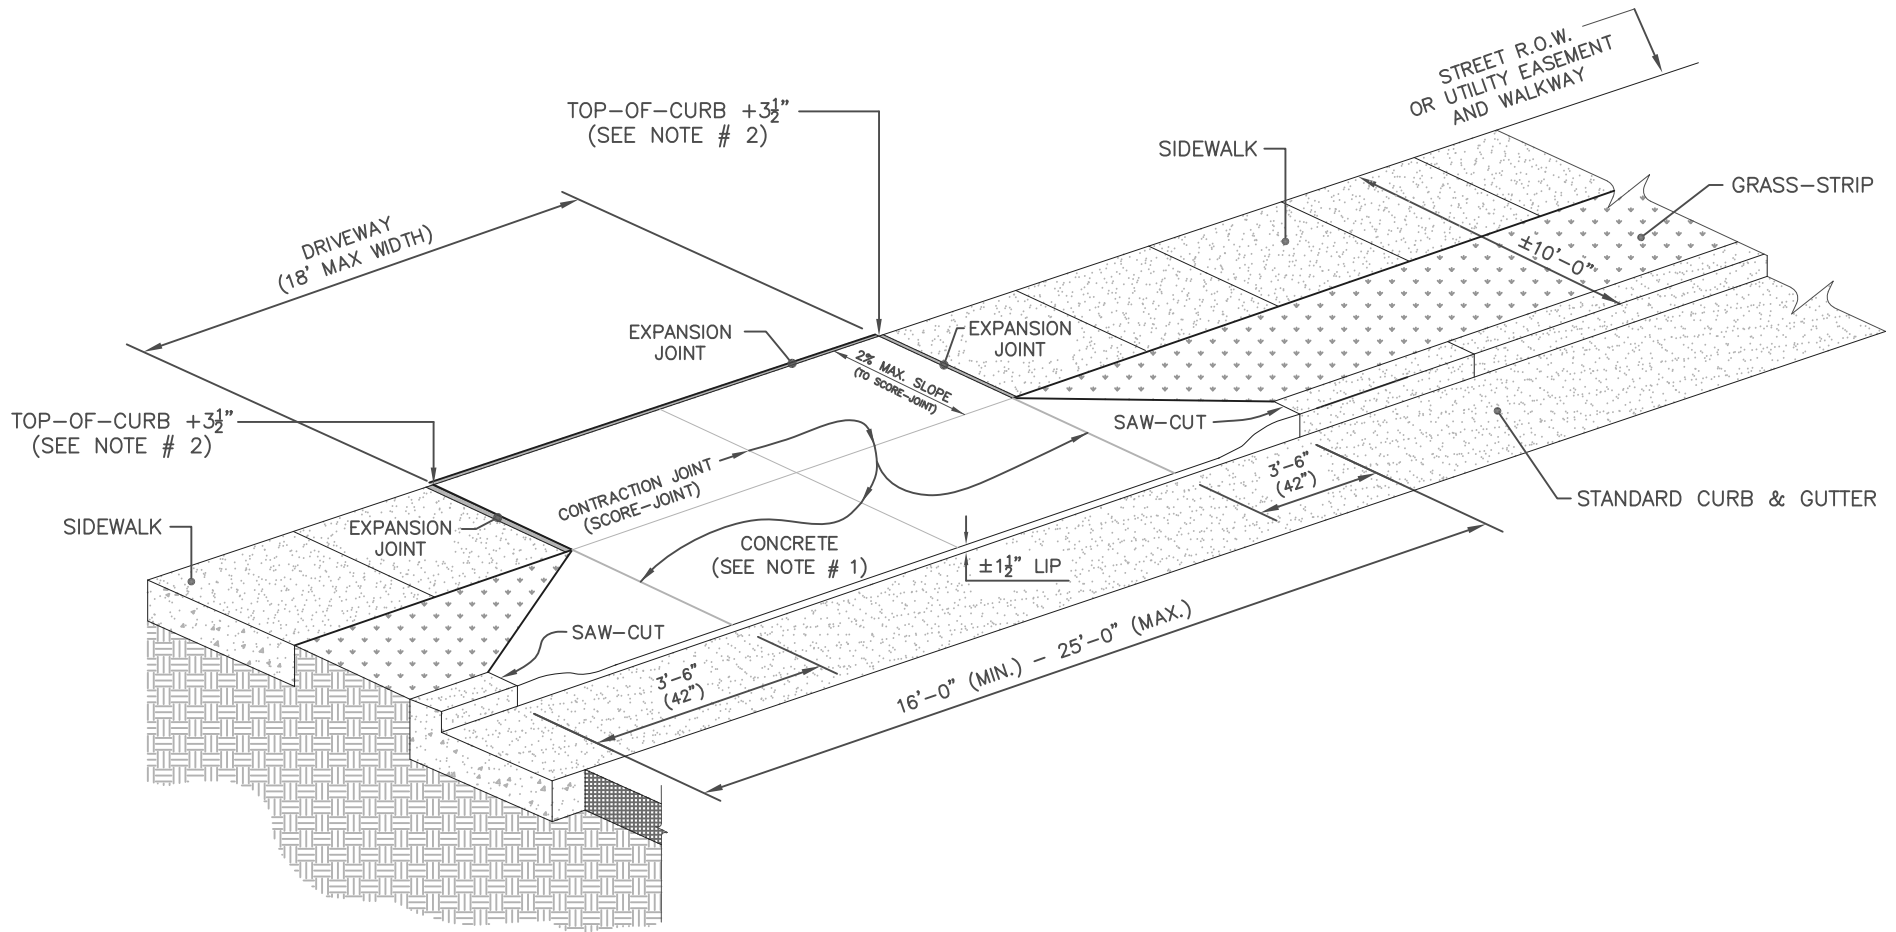 STREET R.O.W.
OR UTILITY EASEMENT
AND WALKWAY
TOP-OF-CURB +3½"
(SEE NOTE # 2)
SIDEWALK
GRASS-STRIP
DRIVEWAY
(18' MAX WIDTH)
±10'-0"
EXPANSION
JOINT
EXPANSION
JOINT
2% MAX. SLOPE
(TO SCORE-JOINT)
TOP-OF-CURB +3½"
(SEE NOTE # 2)
SAW-CUT
CONTRACTION JOINT
(SCORE-JOINT)
3'-6"
(42")
STANDARD CURB & GUTTER
SIDEWALK
EXPANSION
JOINT
CONCRETE
(SEE NOTE # 1)
±1½" LIP
SAW-CUT
3'-6"
(42")
16'-0" (MIN.) - 25'-0" (MAX.)